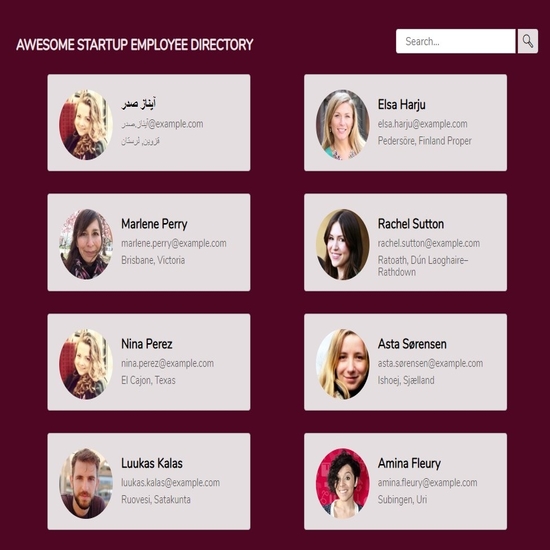 AWESOME STARTUP EMPLOYEE DIRECTORY
Search...
آیناز صدر
آیناز.صدر@example.com
قزوین, لرستان
Elsa Harju
elsa.harju@example.com
Pedersöre, Finland Proper
Marlene Perry
marlene.perry@example.com
Brisbane, Victoria
Rachel Sutton
rachel.sutton@example.com
Ratoath, Dún Laoghaire–
Rathdown
Nina Perez
nina.perez@example.com
El Cajon, Texas
Asta Sørensen
asta.sørensen@example.com
Ishoej, Sjælland
Luukas Kalas
luukas.kalas@example.com
Ruovesi, Satakunta
Amina Fleury
amina.fleury@example.com
Subingen, Uri